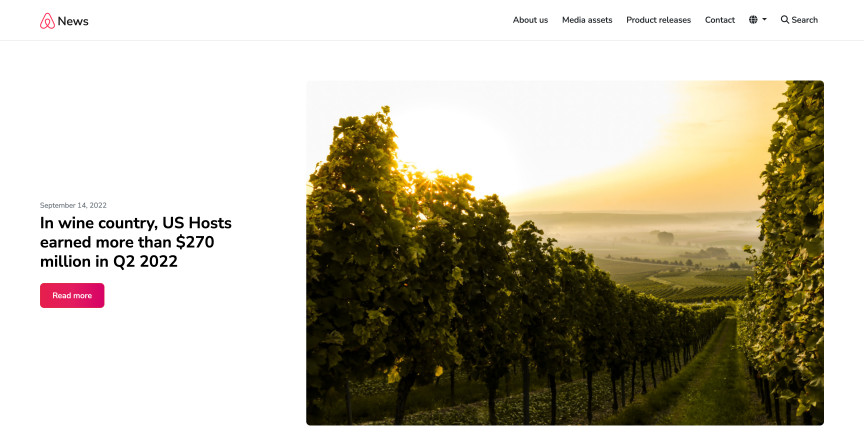 News
About us
Media assets
Product releases
Contact
Search
September 14, 2022
In wine country, US Hosts
earned more than $270
million in Q2 2022
Read more